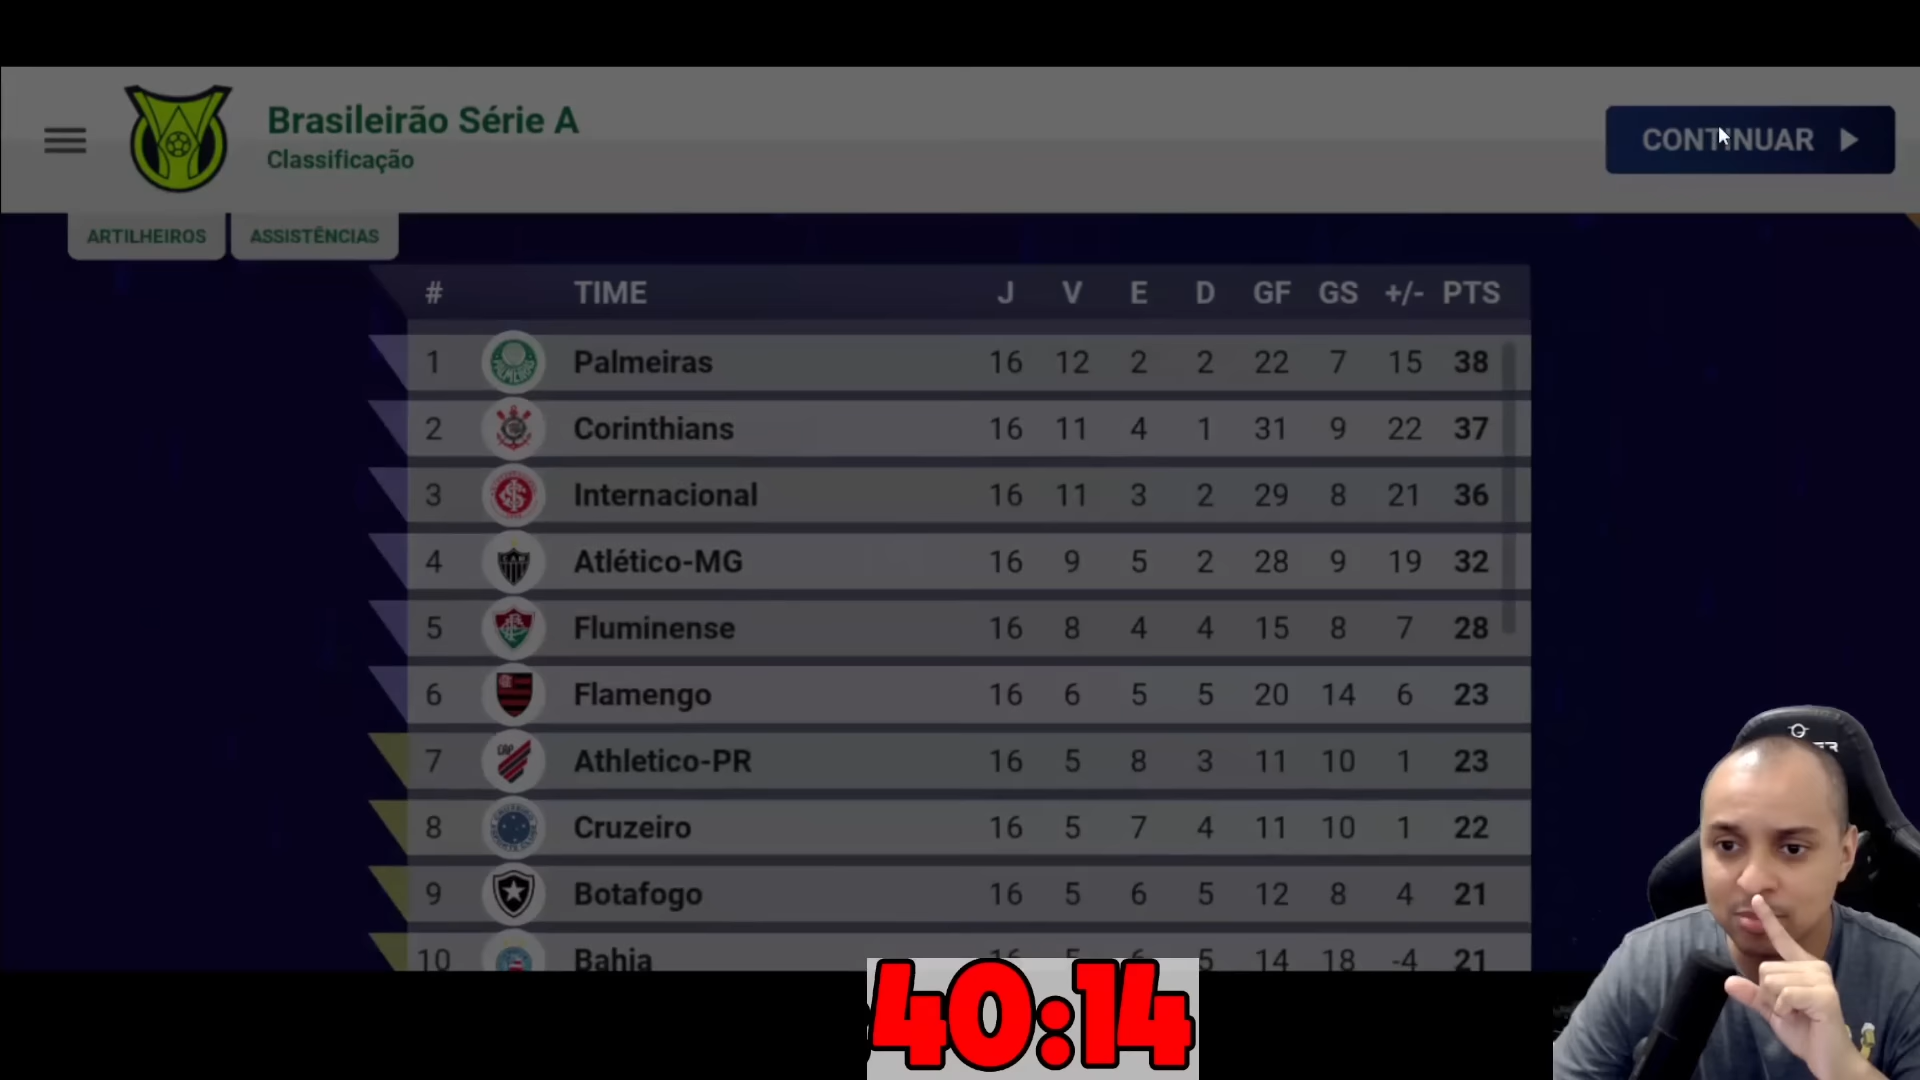 Brasileirão Série A
Classificação
CONTINUAR
ARTILHEIROS ASSISTÊNCIAS
# TIME J V E D GF GS +/- PTS
1 Palmeiras 16 12 2 2 22 7 15 38
2 Corinthians 16 11 4 1 31 9 22 37
3 Internacional 16 11 3 2 29 8 21 36
4 Atlético-MG 16 9 5 2 28 9 19 32
5 Fluminense 16 8 4 4 15 8 7 28
6 Flamengo 16 6 5 5 20 14 6 23
7 Athletico-PR 16 5 8 3 11 10 1 23
8 Cruzeiro 16 5 7 4 11 10 1 22
9 Botafogo 16 5 6 5 12 8 4 21
10 Bahia 16 5 6 5 14 18 -4 21
40:14